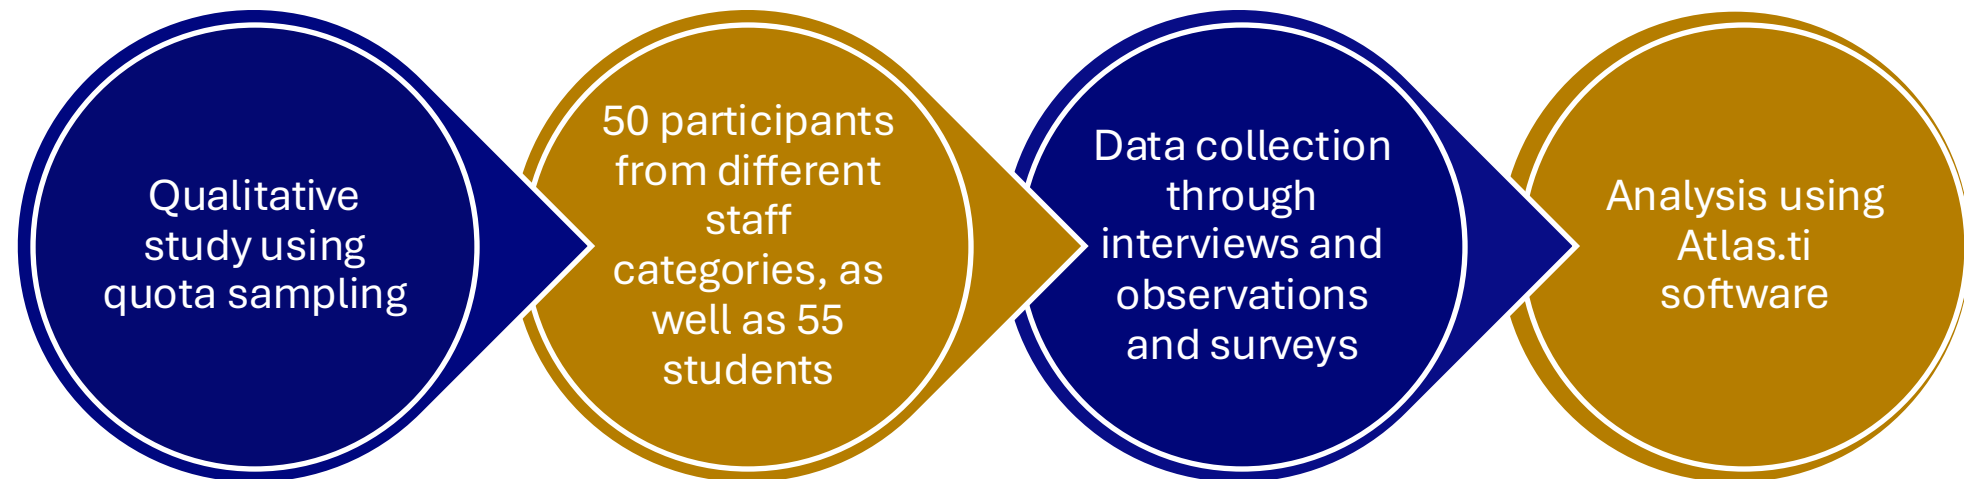 Qualitative
study using
quota sampling
50 participants
from different
staff
categories, as
well as 55
students
Data collection
through
interviews and
observations
and surveys
Analysis using
Atlas.ti
software